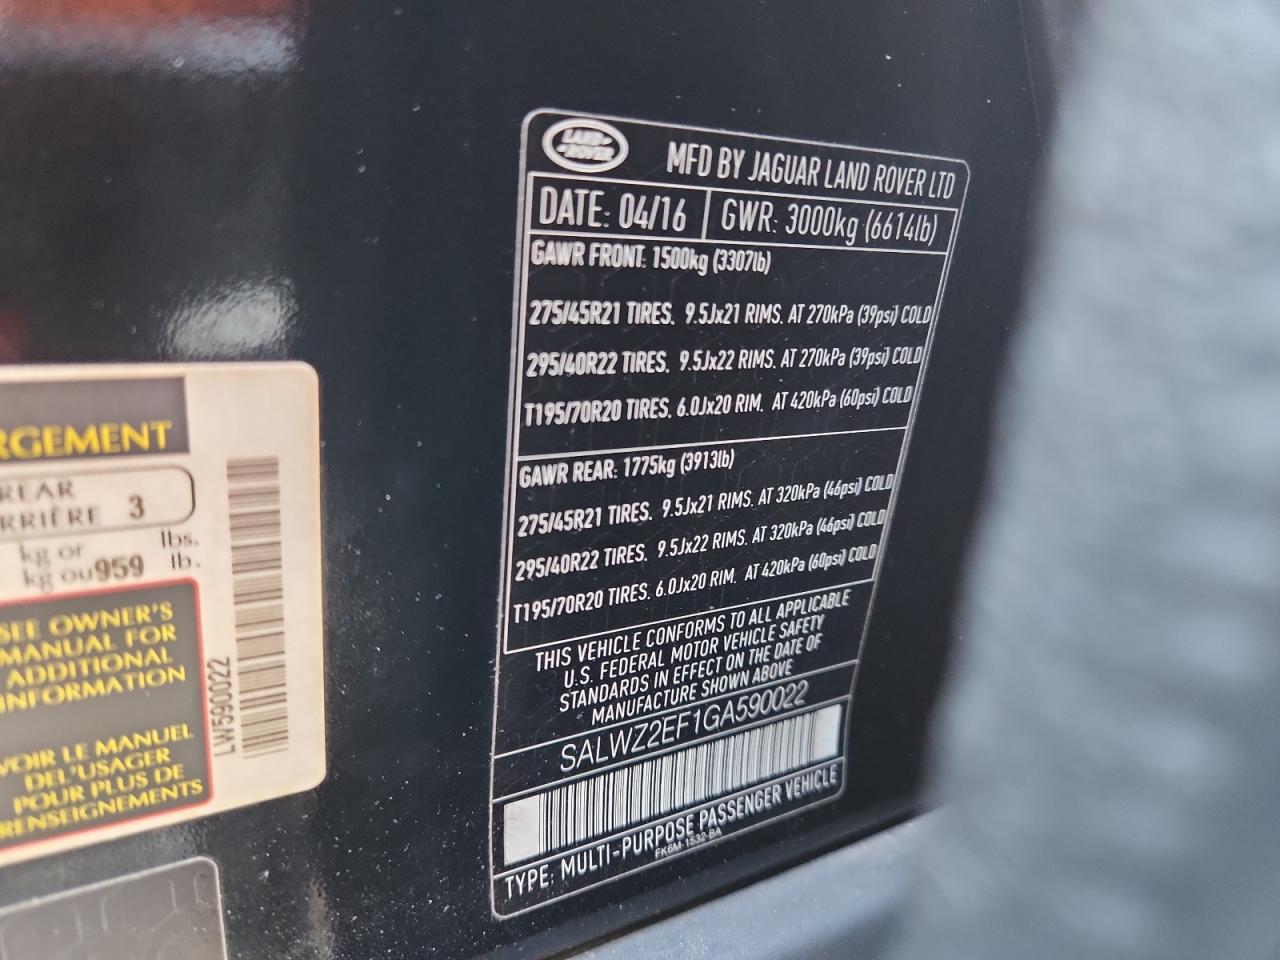 RGEMENT
REAR
RRIÈRE 3
kg or lbs.
kg ou 959 lb.
SEE OWNER'S
MANUAL FOR
ADDITIONAL
INFORMATION
VOIR LE MANUEL
DEL'USAGER
POUR PLUS DE
RENSEIGNEMENTS
LW590022
LAND
ROVER
MFD BY JAGUAR LAND ROVER LTD
DATE: 04/16 GWR: 3000kg (6614lb)
GAWR FRONT: 1500kg (3307lb)
275/45R21 TIRES. 9.5Jx21 RIMS. AT 270kPa (39psi) COLD
295/40R22 TIRES. 9.5Jx22 RIMS. AT 270kPa (39psi) COLD
T195/70R20 TIRES. 6.0Jx20 RIM. AT 420kPa (60psi) COLD
GAWR REAR: 1775kg (3913lb)
275/45R21 TIRES. 9.5Jx21 RIMS. AT 320kPa (46psi) COLD
295/40R22 TIRES. 9.5Jx22 RIMS. AT 320kPa (46psi) COLD
T195/70R20 TIRES. 6.0Jx20 RIM. AT 420kPa (60psi) COLD
THIS VEHICLE CONFORMS TO ALL APPLICABLE
U.S. FEDERAL MOTOR VEHICLE SAFETY
STANDARDS IN EFFECT ON THE DATE OF
MANUFACTURE SHOWN ABOVE
SALWZ2EF1GA590022
TYPE: MULTI-PURPOSE PASSENGER VEHICLE
FK6M-1532-BA